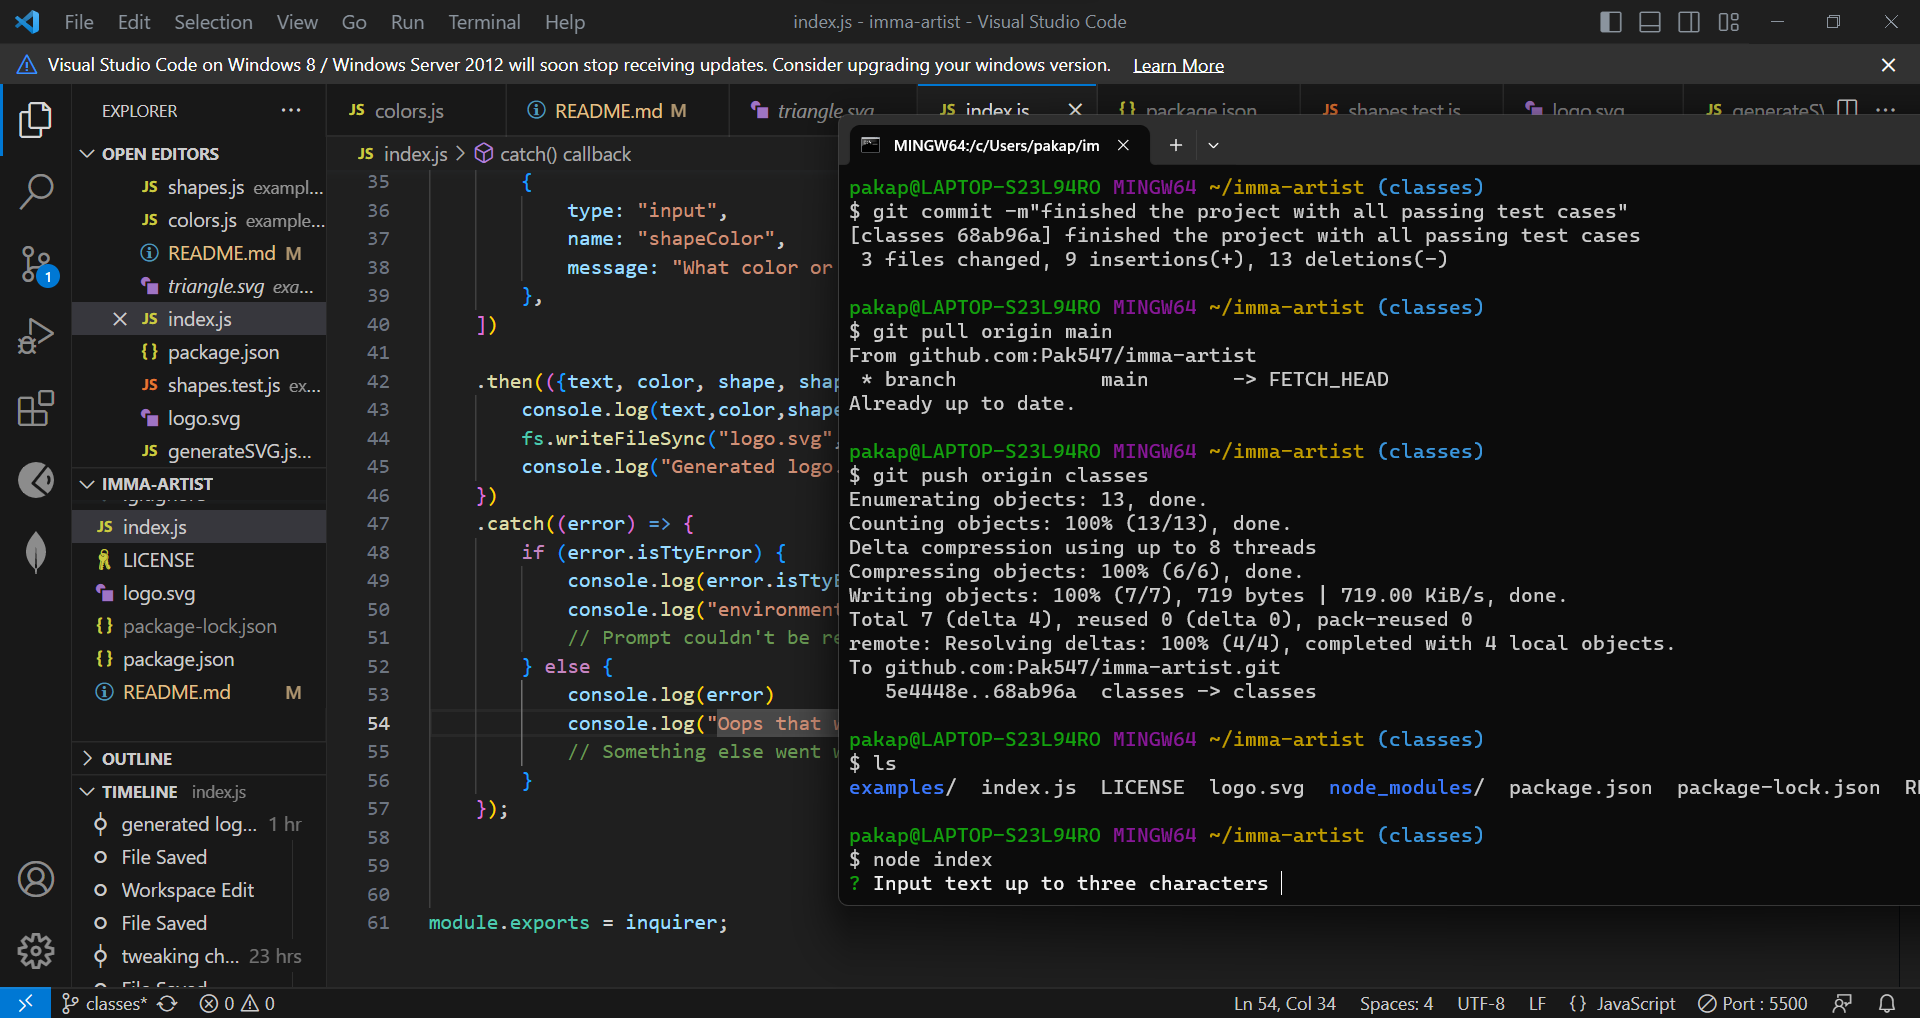 File Edit Selection View Go Run Terminal Help
index.js - imma-artist - Visual Studio Code
Visual Studio Code on Windows 8 / Windows Server 2012 will soon stop receiving updates. Consider upgrading your windows version. Learn More
EXPLORER
OPEN EDITORS
JS shapes.js exampl...
JS colors.js example...
README.md M
triangle.svg exa...
JS index.js
{} package.json
JS shapes.test.js ex...
logo.svg
JS generateSVG.js...
IMMA-ARTIST
JS index.js
LICENSE
logo.svg
{} package-lock.json
{} package.json
README.md M
OUTLINE
TIMELINE index.js
generated log... 1 hr
File Saved
Workspace Edit
File Saved
tweaking ch... 23 hrs
File Saved
1
JS colors.js
README.md M
triangle.svg
JS index.js
{} package.json
JS shapes.test.js
logo.svg
JS generateSV
JS index.js > catch() callback
35 {
36 type: "input",
37 name: "shapeColor",
38 message: "What color or
39 },
40 ])
41
42 .then(({text, color, shape, shap
43 console.log(text,color,shape
44 fs.writeFileSync("logo.svg",
45 console.log("Generated logo.
46 })
47 .catch((error) => {
48 if (error.isTtyError) {
49 console.log(error.isTtyE
50 console.log("environment
51 // Prompt couldn't be re
52 } else {
53 console.log(error)
54 console.log("Oops that w
55 // Something else went w
56 }
57 });
58
59
60
61 module.exports = inquirer;
MINGW64:/c/Users/pakap/im
pakap@LAPTOP-S23L94RO MINGW64 ~/imma-artist (classes)
$ git commit -m"finished the project with all passing test cases"
[classes 68ab96a] finished the project with all passing test cases
3 files changed, 9 insertions(+), 13 deletions(-)
pakap@LAPTOP-S23L94RO MINGW64 ~/imma-artist (classes)
$ git pull origin main
From github.com:Pak547/imma-artist
* branch main -> FETCH_HEAD
Already up to date.
pakap@LAPTOP-S23L94RO MINGW64 ~/imma-artist (classes)
$ git push origin classes
Enumerating objects: 13, done.
Counting objects: 100% (13/13), done.
Delta compression using up to 8 threads
Compressing objects: 100% (6/6), done.
Writing objects: 100% (7/7), 719 bytes | 719.00 KiB/s, done.
Total 7 (delta 4), reused 0 (delta 0), pack-reused 0
remote: Resolving deltas: 100% (4/4), completed with 4 local objects.
To github.com:Pak547/imma-artist.git
5e4448e..68ab96a classes -> classes
pakap@LAPTOP-S23L94RO MINGW64 ~/imma-artist (classes)
$ ls
examples/ index.js LICENSE logo.svg node_modules/ package.json package-lock.json RE
pakap@LAPTOP-S23L94RO MINGW64 ~/imma-artist (classes)
$ node index
? Input text up to three characters
classes* 0 0
Ln 54, Col 34 Spaces: 4 UTF-8 LF {} JavaScript Port : 5500